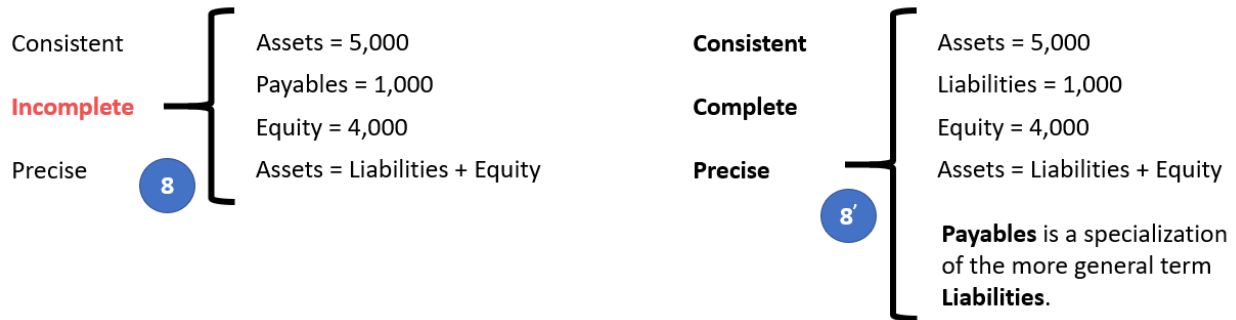 Consistent
Incomplete
Precise
8
Assets = 5,000
Payables = 1,000
Equity = 4,000
Assets = Liabilities + Equity
Consistent
Complete
Precise
8′
Assets = 5,000
Liabilities = 1,000
Equity = 4,000
Assets = Liabilities + Equity
Payables is a specialization
of the more general term
Liabilities.